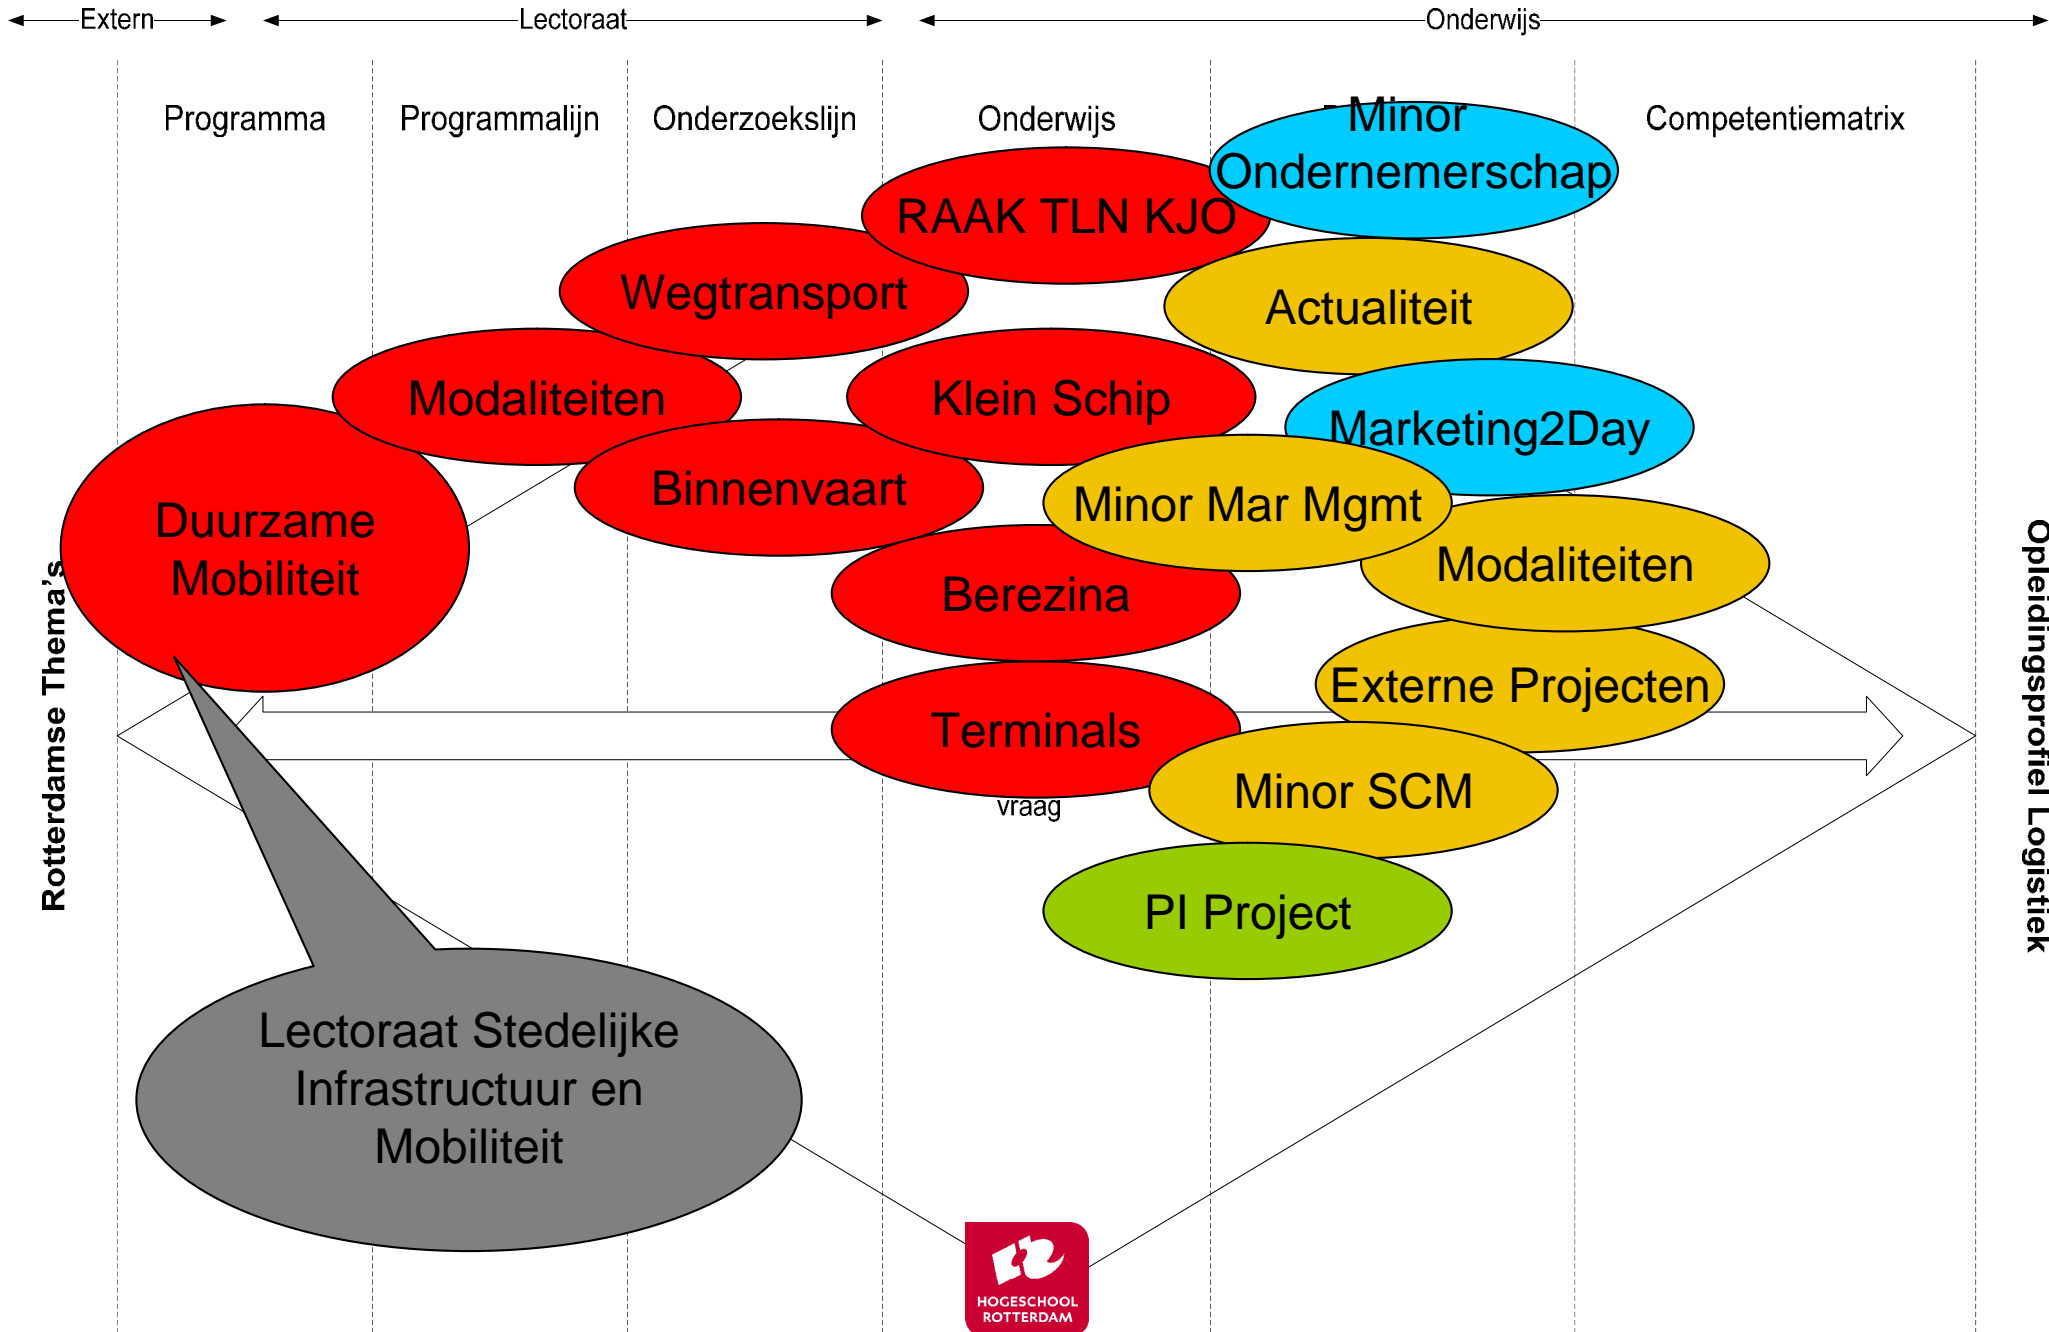 Extern
Lectoraat
Onderwijs
Programma
Programmalijn
Onderzoekslijn
Onderwijs
Competentiematrix
Minor
Ondernemerschap
RAAK TLN KJO
Wegtransport
Actualiteit
Modaliteiten
Klein Schip
Marketing2Day
Binnenvaart
Minor Mar Mgmt
Duurzame
Mobiliteit
Modaliteiten
Berezina
Externe Projecten
Terminals
vraag
Minor SCM
PI Project
Rotterdamse Thema's
Opleidingsprofiel Logistiek
Lectoraat Stedelijke
Infrastructuur en
Mobiliteit
HOGESCHOOL
ROTTERDAM